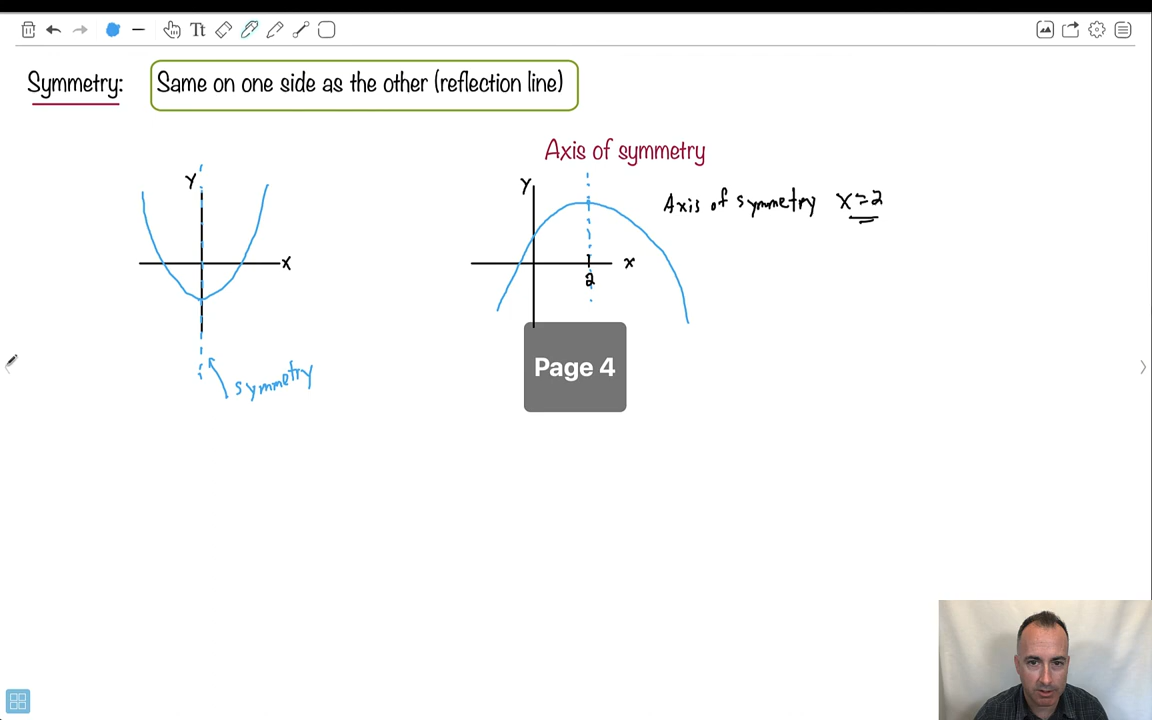 Tt
Symmetry: Same on one side as the other (reflection line)
Axis of symmetry
Y
Y
Axis of symmetry x=2
X
x
2
Page 4
symmetry